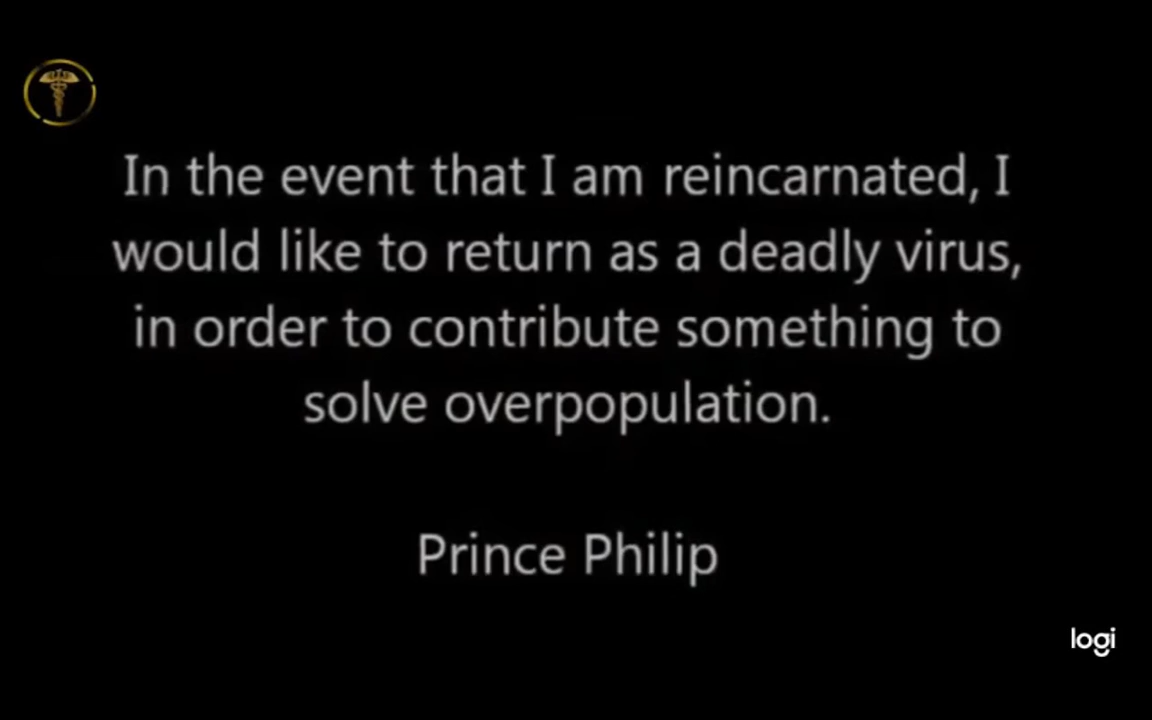 In the event that I am reincarnated, I
would like to return as a deadly virus,
in order to contribute something to
solve overpopulation.
Prince Philip
logi